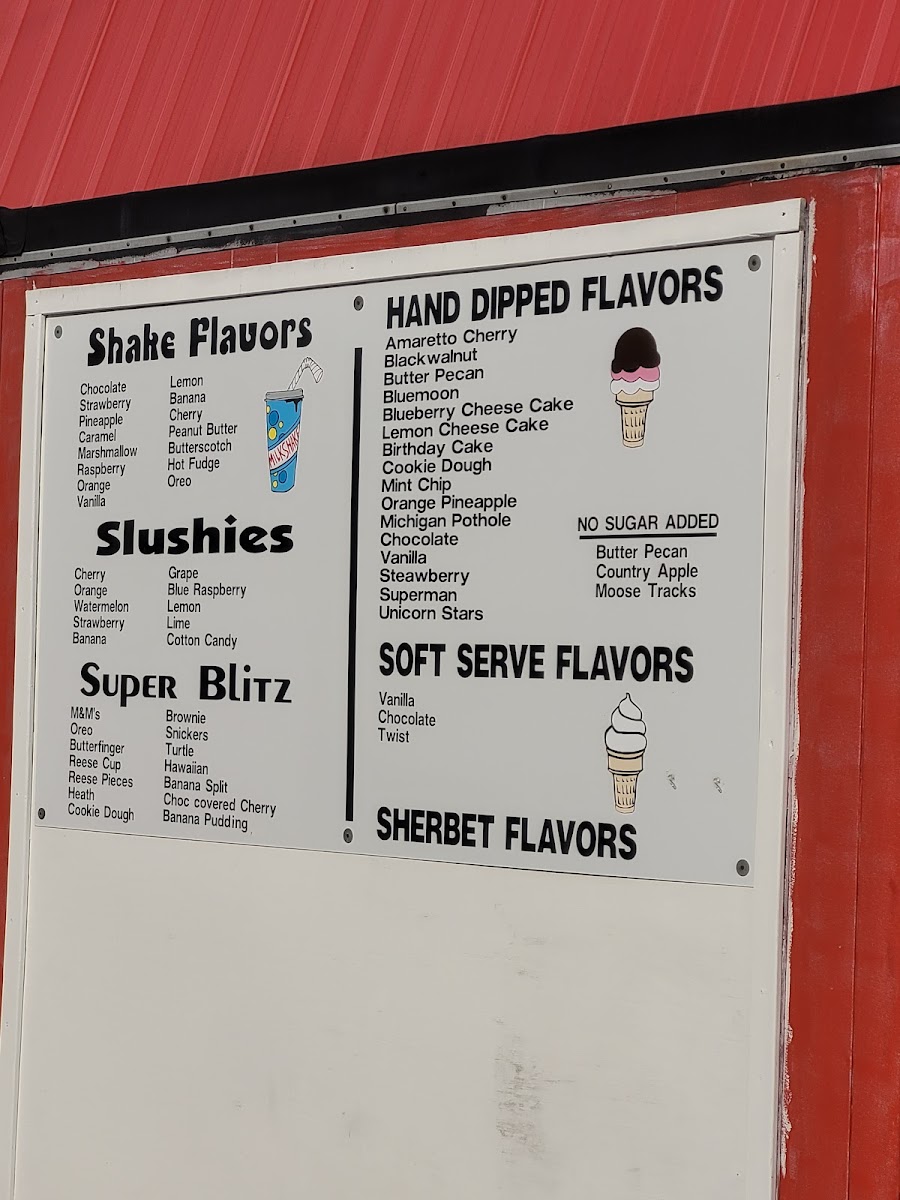 Shake Flavors
Chocolate
Strawberry
Pineapple
Caramel
Marshmallow
Raspberry
Orange
Vanilla
Lemon
Banana
Cherry
Peanut Butter
Butterscotch
Hot Fudge
Oreo
MILKSHAKE
Slushies
Cherry
Orange
Watermelon
Strawberry
Banana
Grape
Blue Raspberry
Lemon
Lime
Cotton Candy
Super Blitz
M&M's
Oreo
Butterfinger
Reese Cup
Reese Pieces
Heath
Cookie Dough
Brownie
Snickers
Turtle
Hawaiian
Banana Split
Choc covered Cherry
Banana Pudding
HAND DIPPED FLAVORS
Amaretto Cherry
Blackwalnut
Butter Pecan
Bluemoon
Blueberry Cheese Cake
Lemon Cheese Cake
Birthday Cake
Cookie Dough
Mint Chip
Orange Pineapple
Michigan Pothole
Chocolate
Vanilla
Steawberry
Superman
Unicorn Stars
NO SUGAR ADDED
Butter Pecan
Country Apple
Moose Tracks
SOFT SERVE FLAVORS
Vanilla
Chocolate
Twist
SHERBET FLAVORS